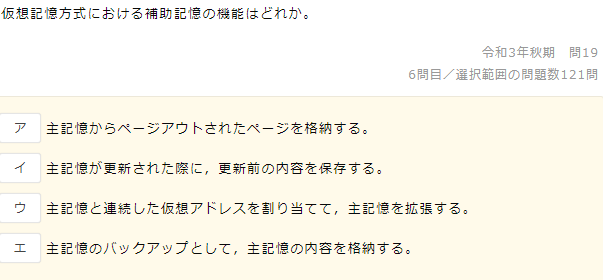 仮想記憶方式における補助記憶の機能はどれか。
令和3年秋期　問19
6問目／選択範囲の問題数121問
ア　主記憶からページアウトされたページを格納する。
イ　主記憶が更新された際に，更新前の内容を保存する。
ウ　主記憶と連続した仮想アドレスを割り当てて，主記憶を拡張する。
エ　主記憶のバックアップとして，主記憶の内容を格納する。